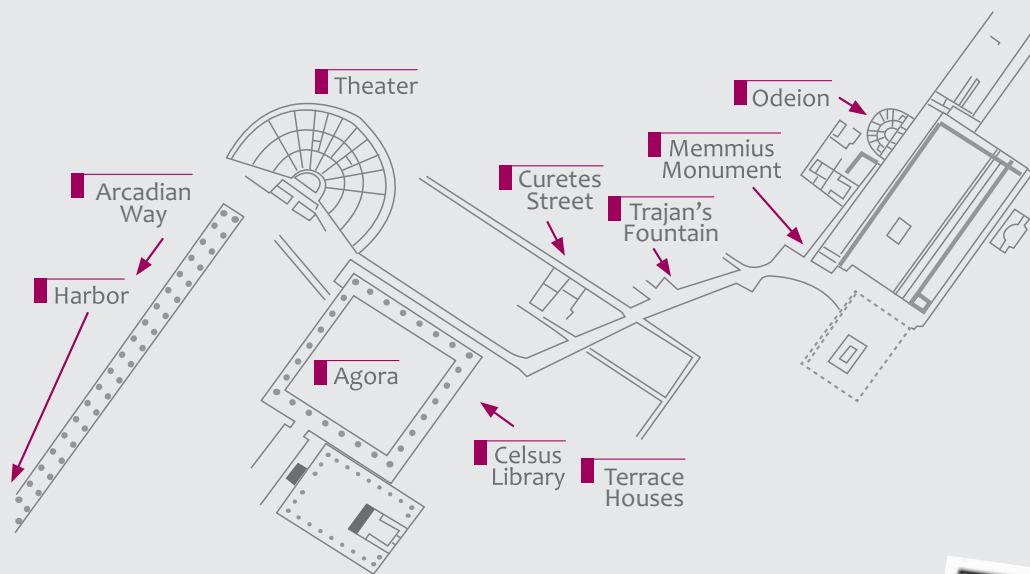 Theater
Odeion
Memmius
Monument
Curetes
Street
Arcadian
Way
Trajan's
Fountain
Harbor
Agora
Celsus
Library
Terrace
Houses